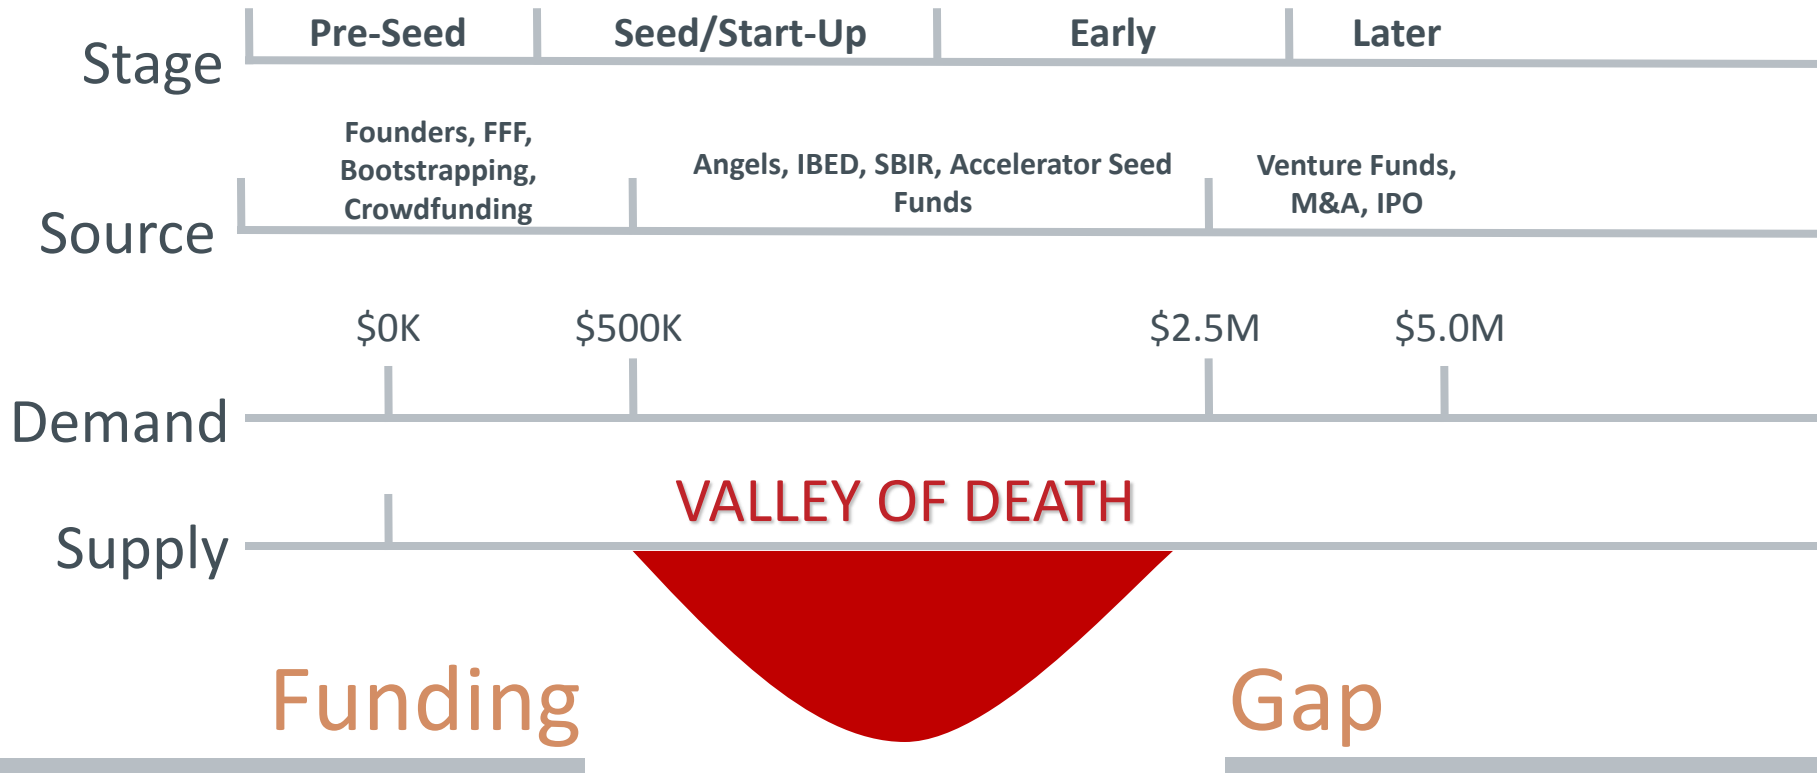 Stage
Pre-Seed
Seed/Start-Up
Early
Later
Source
Founders, FFF,
Bootstrapping,
Crowdfunding
Angels, IBED, SBIR, Accelerator Seed
Funds
Venture Funds,
M&A, IPO
Demand
$0K
$500K
$2.5M
$5.0M
Supply
VALLEY OF DEATH
Funding
Gap